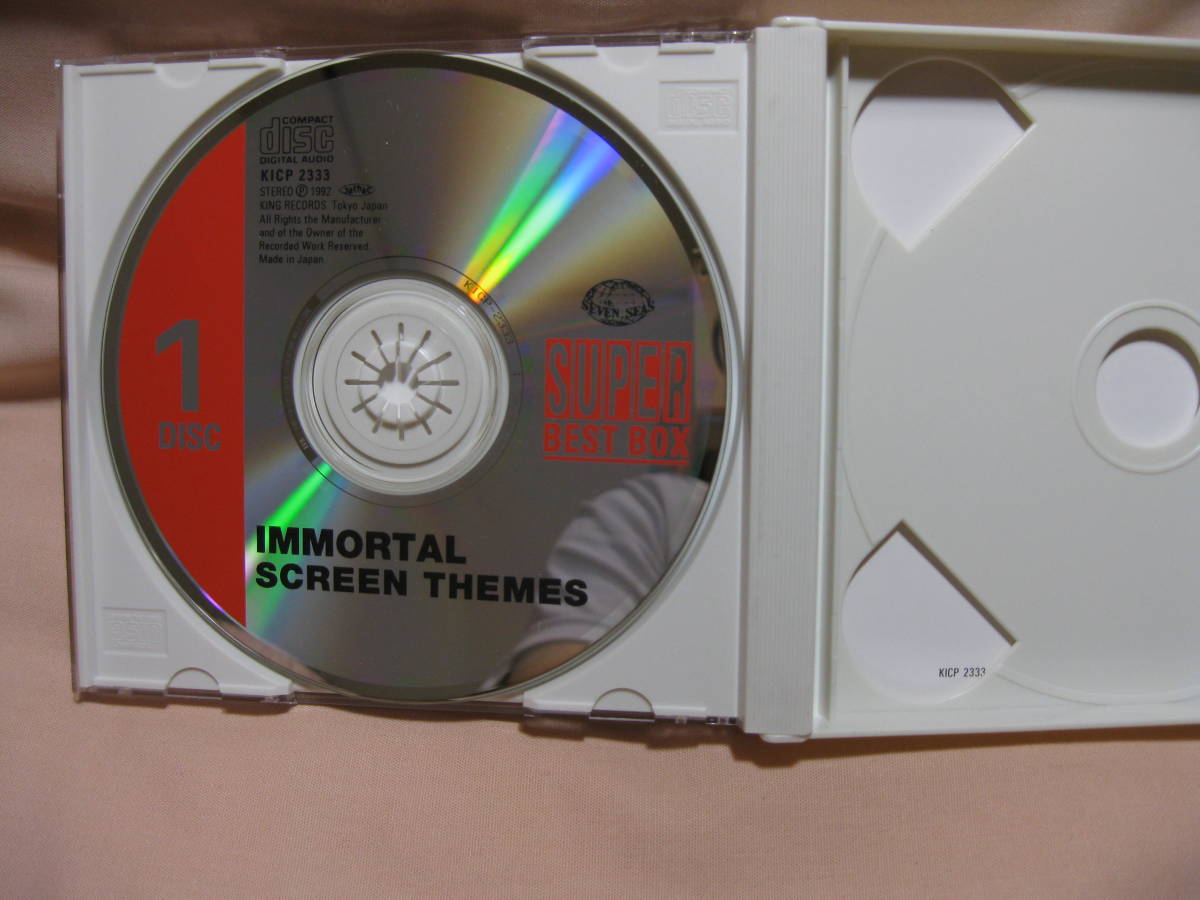 COMPACT
disc
DIGITAL AUDIO
KICP 2333
STEREO Ⓟ 1992
KING RECORDS. Tokyo Japan
All Rights the Manufacturer
and of the Owner of the
Recorded Work Reserved.
Made in Japan
KICP-2333
SEVEN SEAS
SUPER
BEST BOX
1
DISC
IMMORTAL
SCREEN THEMES
KICP 2333